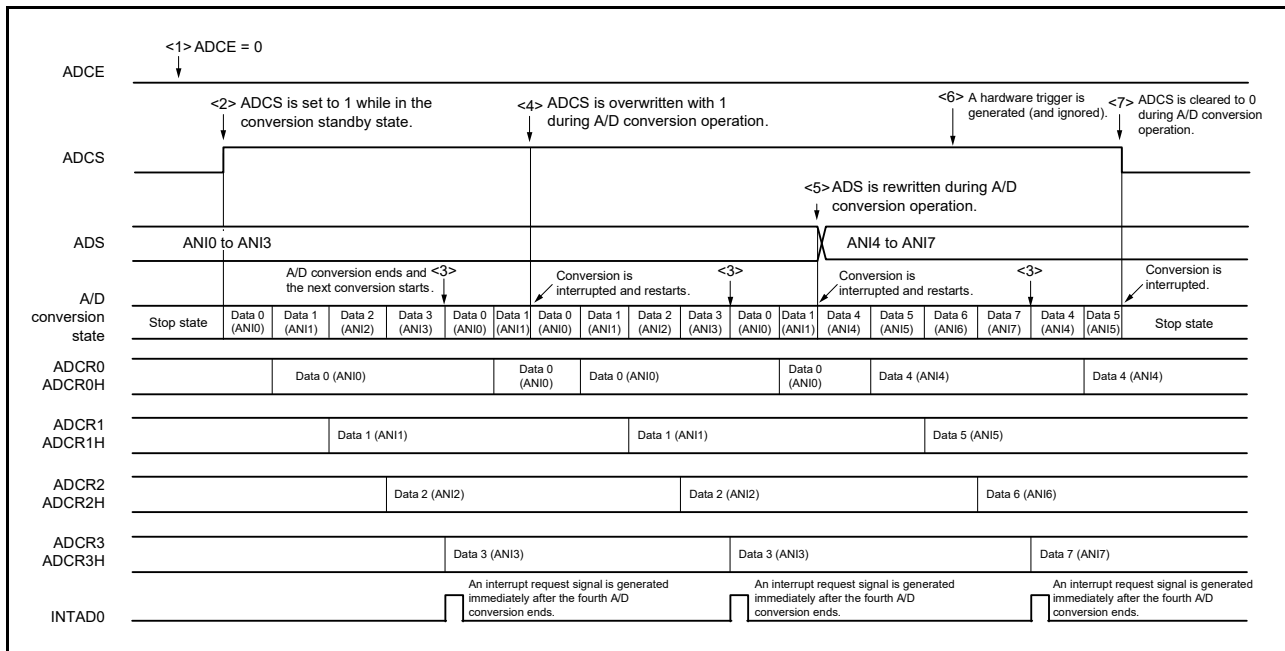 <1> ADCE = 0
ADCE
<2> ADCS is set to 1 while in the
conversion standby state.
<4> ADCS is overwritten with 1
during A/D conversion operation.
<6> A hardware trigger is
generated (and ignored).
<7> ADCS is cleared to 0
during A/D conversion
operation.
ADCS
<5> ADS is rewritten during A/D
conversion operation.
ADS
ANI0 to ANI3
ANI4 to ANI7
A/D conversion ends and <3>
the next conversion starts.
Conversion is
interrupted and restarts.
<3>
Conversion is
interrupted and restarts.
<3>
Conversion is
interrupted.
A/D
conversion
state
Stop state
Data 0
(ANI0)
Data 1
(ANI1)
Data 2
(ANI2)
Data 3
(ANI3)
Data 0
(ANI0)
Data 1
(ANI1)
Data 0
(ANI0)
Data 1
(ANI1)
Data 2
(ANI2)
Data 3
(ANI3)
Data 0
(ANI0)
Data 1
(ANI1)
Data 4
(ANI4)
Data 5
(ANI5)
Data 6
(ANI6)
Data 7
(ANI7)
Data 4
(ANI4)
Data 5
(ANI5)
Stop state
ADCR0
ADCR0H
Data 0 (ANI0)
Data 0
(ANI0)
Data 0 (ANI0)
Data 0
(ANI0)
Data 4 (ANI4)
Data 4 (ANI4)
ADCR1
ADCR1H
Data 1 (ANI1)
Data 1 (ANI1)
Data 5 (ANI5)
ADCR2
ADCR2H
Data 2 (ANI2)
Data 2 (ANI2)
Data 6 (ANI6)
ADCR3
ADCR3H
Data 3 (ANI3)
Data 3 (ANI3)
Data 7 (ANI7)
INTAD0
An interrupt request signal is generated
immediately after the fourth A/D
conversion ends.
An interrupt request signal is generated
immediately after the fourth A/D
conversion ends.
An interrupt request signal is generated
immediately after the fourth A/D
conversion ends.